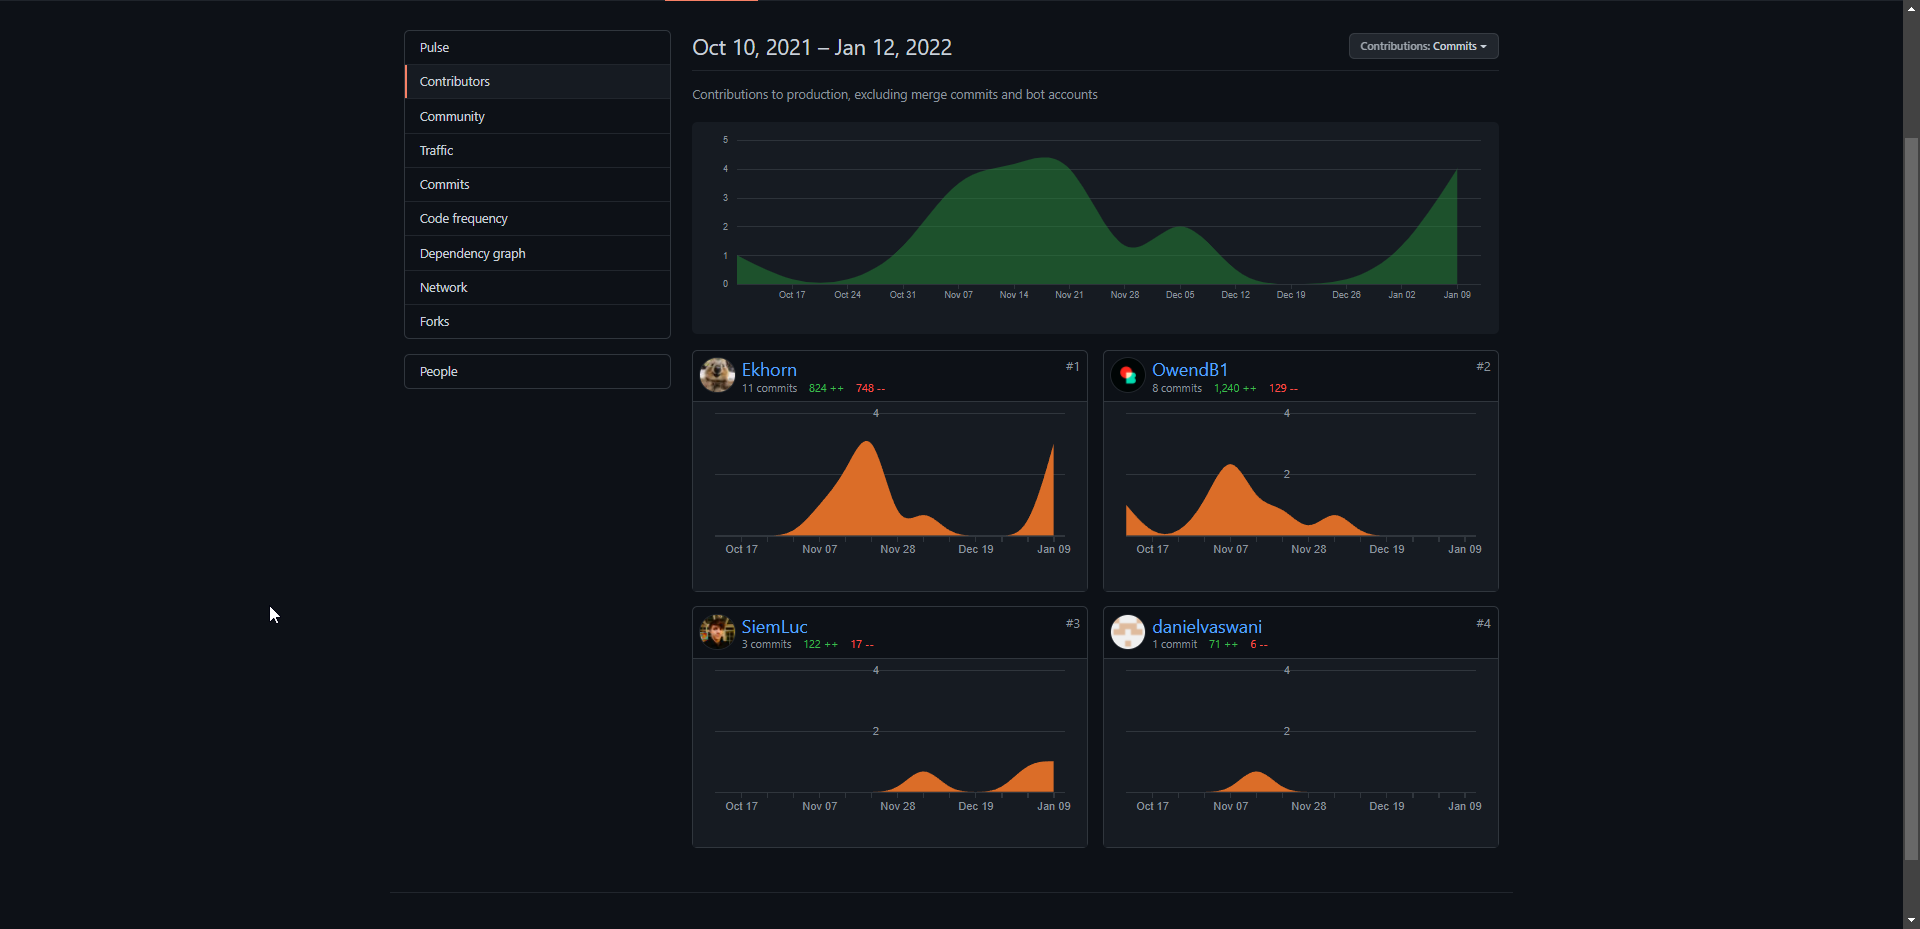 Pulse
Contributors
Community
Traffic
Commits
Code frequency
Dependency graph
Network
Forks
People
Oct 10, 2021 – Jan 12, 2022
Contributions: Commits
Contributions to production, excluding merge commits and bot accounts
5
4
3
2
1
0
Oct 17 Oct 24 Oct 31 Nov 07 Nov 14 Nov 21 Nov 28 Dec 05 Dec 12 Dec 19 Dec 26 Jan 02 Jan 09
Ekhorn #1
11 commits 824 ++ 748 --
4
Oct 17 Nov 07 Nov 28 Dec 19 Jan 09
OwendB1 #2
8 commits 1,240 ++ 129 --
4
2
Oct 17 Nov 07 Nov 28 Dec 19 Jan 09
SiemLuc #3
3 commits 122 ++ 17 --
4
2
Oct 17 Nov 07 Nov 28 Dec 19 Jan 09
danielvaswani #4
1 commit 71 ++ 6 --
4
2
Oct 17 Nov 07 Nov 28 Dec 19 Jan 09